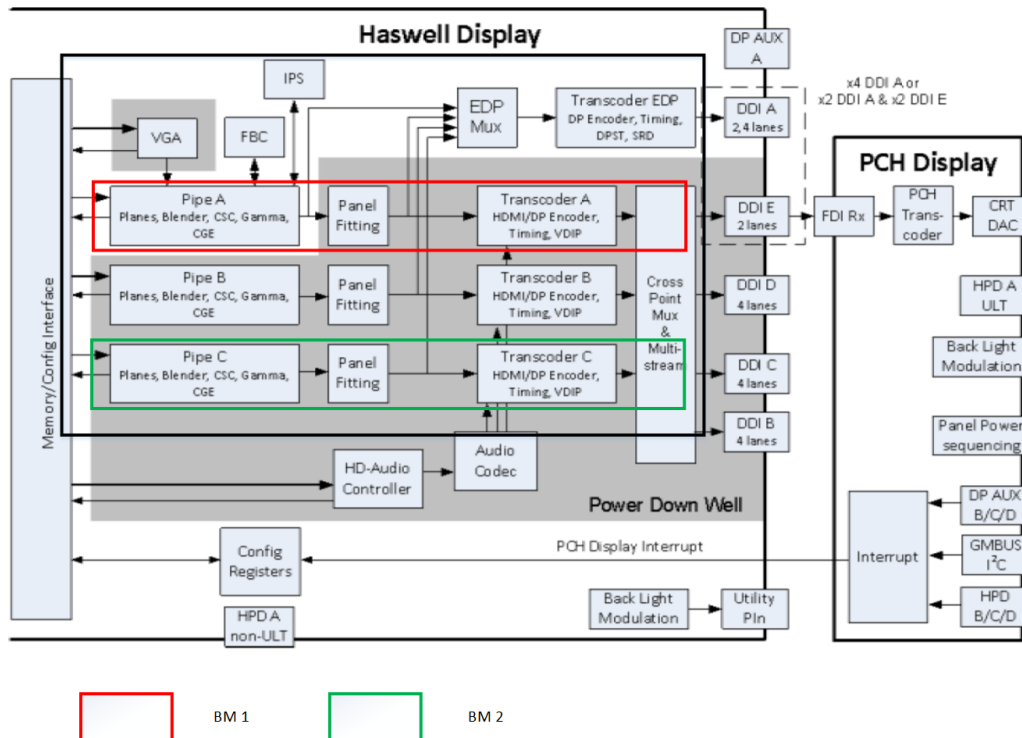 Haswell Display
DP AUX
A
x4 DDI A or
x2 DDI A & x2 DDI E
IPS
EDP
Mux
Transcoder EDP
DP Encoder, Timing,
DPST, SRD
DDI A
2,4 lanes
VGA
FBC
PCH Display
Pipe A
Planes, Blender, CSC, Gamma,
CGE
Panel
Fitting
Transcoder A
HDMI/DP Encoder,
Timing, VDIP
DDI E
2 lanes
FDI Rx
PCH
Trans-
coder
CRT
DAC
Pipe B
Planes, Blender, CSC, Gamma,
CGE
Panel
Fitting
Transcoder B
HDMI/DP Encoder,
Timing, VDIP
Cross
Point
Mux
&
Multi-
stream
DDI D
4 lanes
HPD A
ULT
Memory/Config Interface
Pipe C
Planes, Blender, CSC, Gamma,
CGE
Panel
Fitting
Transcoder C
HDMI/DP Encoder,
Timing, VDIP
DDI C
4 lanes
Back Light
Modulation
DDI B
4 lanes
Panel Power
sequencing
HD-Audio
Controller
Audio
Codec
Power Down Well
DP AUX
B/C/D
Config
Registers
PCH Display Interrupt
Interrupt
GMBUS
I²C
HPD A
non-ULT
Back Light
Modulation
Utility
PIn
HPD
B/C/D
BM 1
BM 2